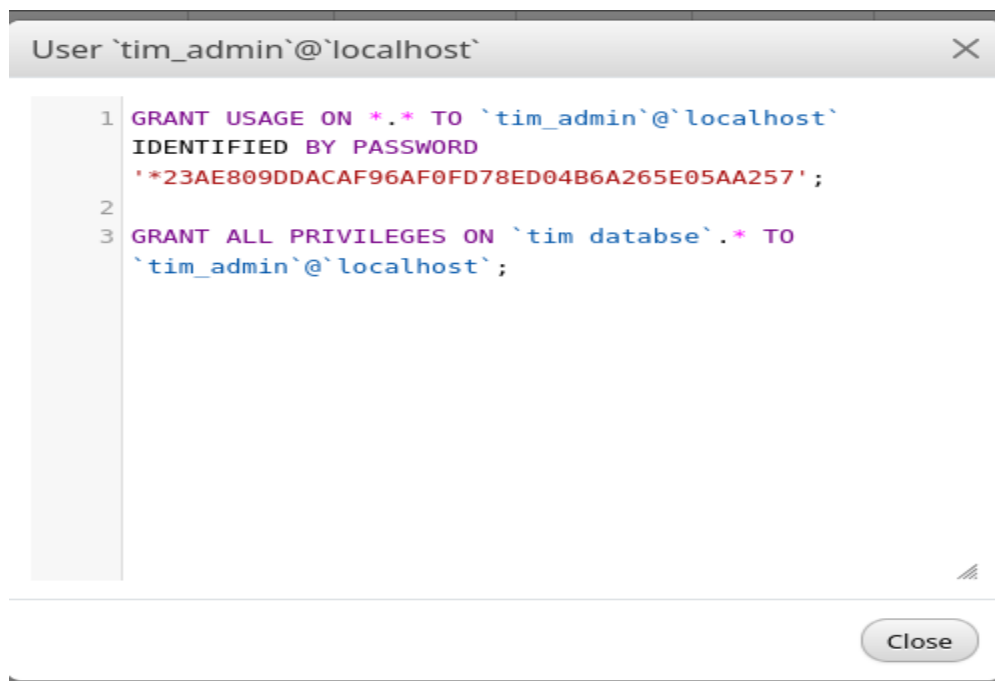 User `tim_admin`@`localhost`
1 GRANT USAGE ON *.* TO `tim_admin`@`localhost`
IDENTIFIED BY PASSWORD
'*23AE809DDACAF96AF0FD78ED04B6A265E05AA257';
2
3 GRANT ALL PRIVILEGES ON `tim databse`.* TO
`tim_admin`@`localhost`;
Close